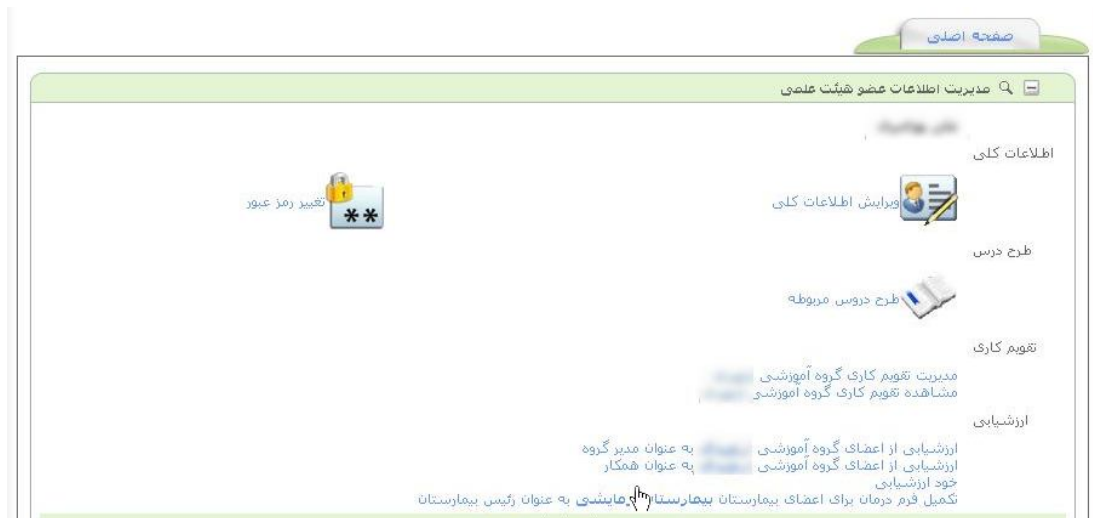 صفحه اصلی
مدیریت اطلاعات عضو هیئت علمی
اطلاعات کلی
ویرایش اطلاعات کلی
تغییر رمز عبور
**
طرح درس
طرح دروس مربوطه
تقویم کاری
مدیریت تقویم کاری گروه آموزشی
مشاهده تقویم کاری گروه آموزشی
ارزشیابی
ارزشیابی از اعضای گروه آموزشی به عنوان مدیر گروه
ارزشیابی از اعضای گروه آموزشی به عنوان همکار
خود ارزشیابی
تکمیل فرم درمان برای اعضای بیمارستان بیمارستان به عنوان رئیس بیمارستان